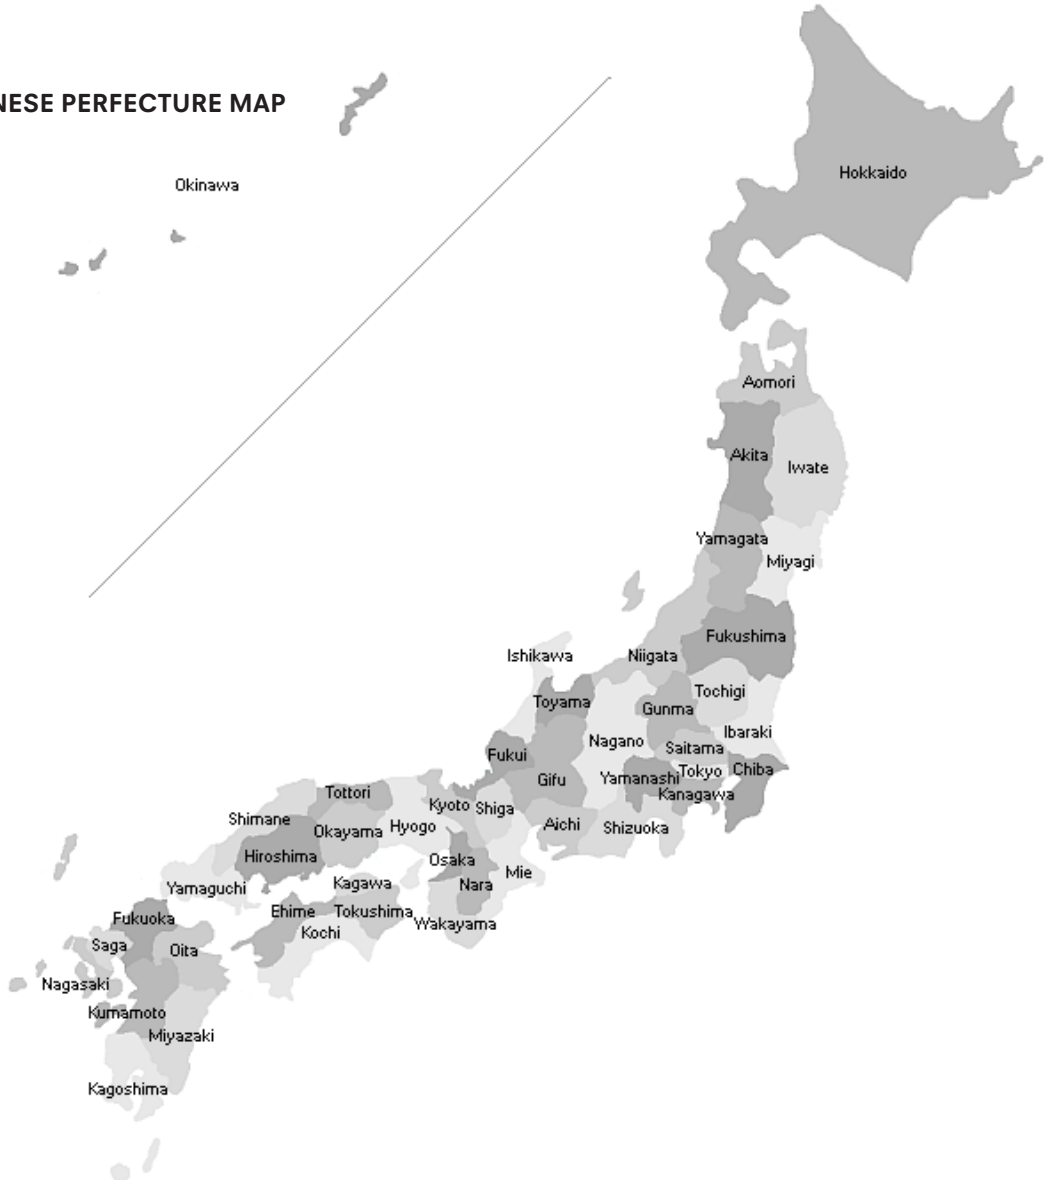 NESE PERFECTURE MAP
Okinawa
Hokkaido
Aomori
Akita
Iwate
Yamagata
Miyagi
Fukushima
Ishikawa
Niigata
Tochigi
Toyama
Gunma
Ibaraki
Nagano
Saitama
Fukui
Chiba
Tokyo
Gifu
Yamanashi
Kanagawa
Tottori
Kyoto
Shiga
Shimane
Hyogo
Aichi
Shizuoka
Okayama
Hiroshima
Osaka
Mie
Kagawa
Nara
Yamaguchi
Ehime
Tokushima
Fukuoka
Wakayama
Kochi
Saga
Oita
Nagasaki
Kumamoto
Miyazaki
Kagoshima